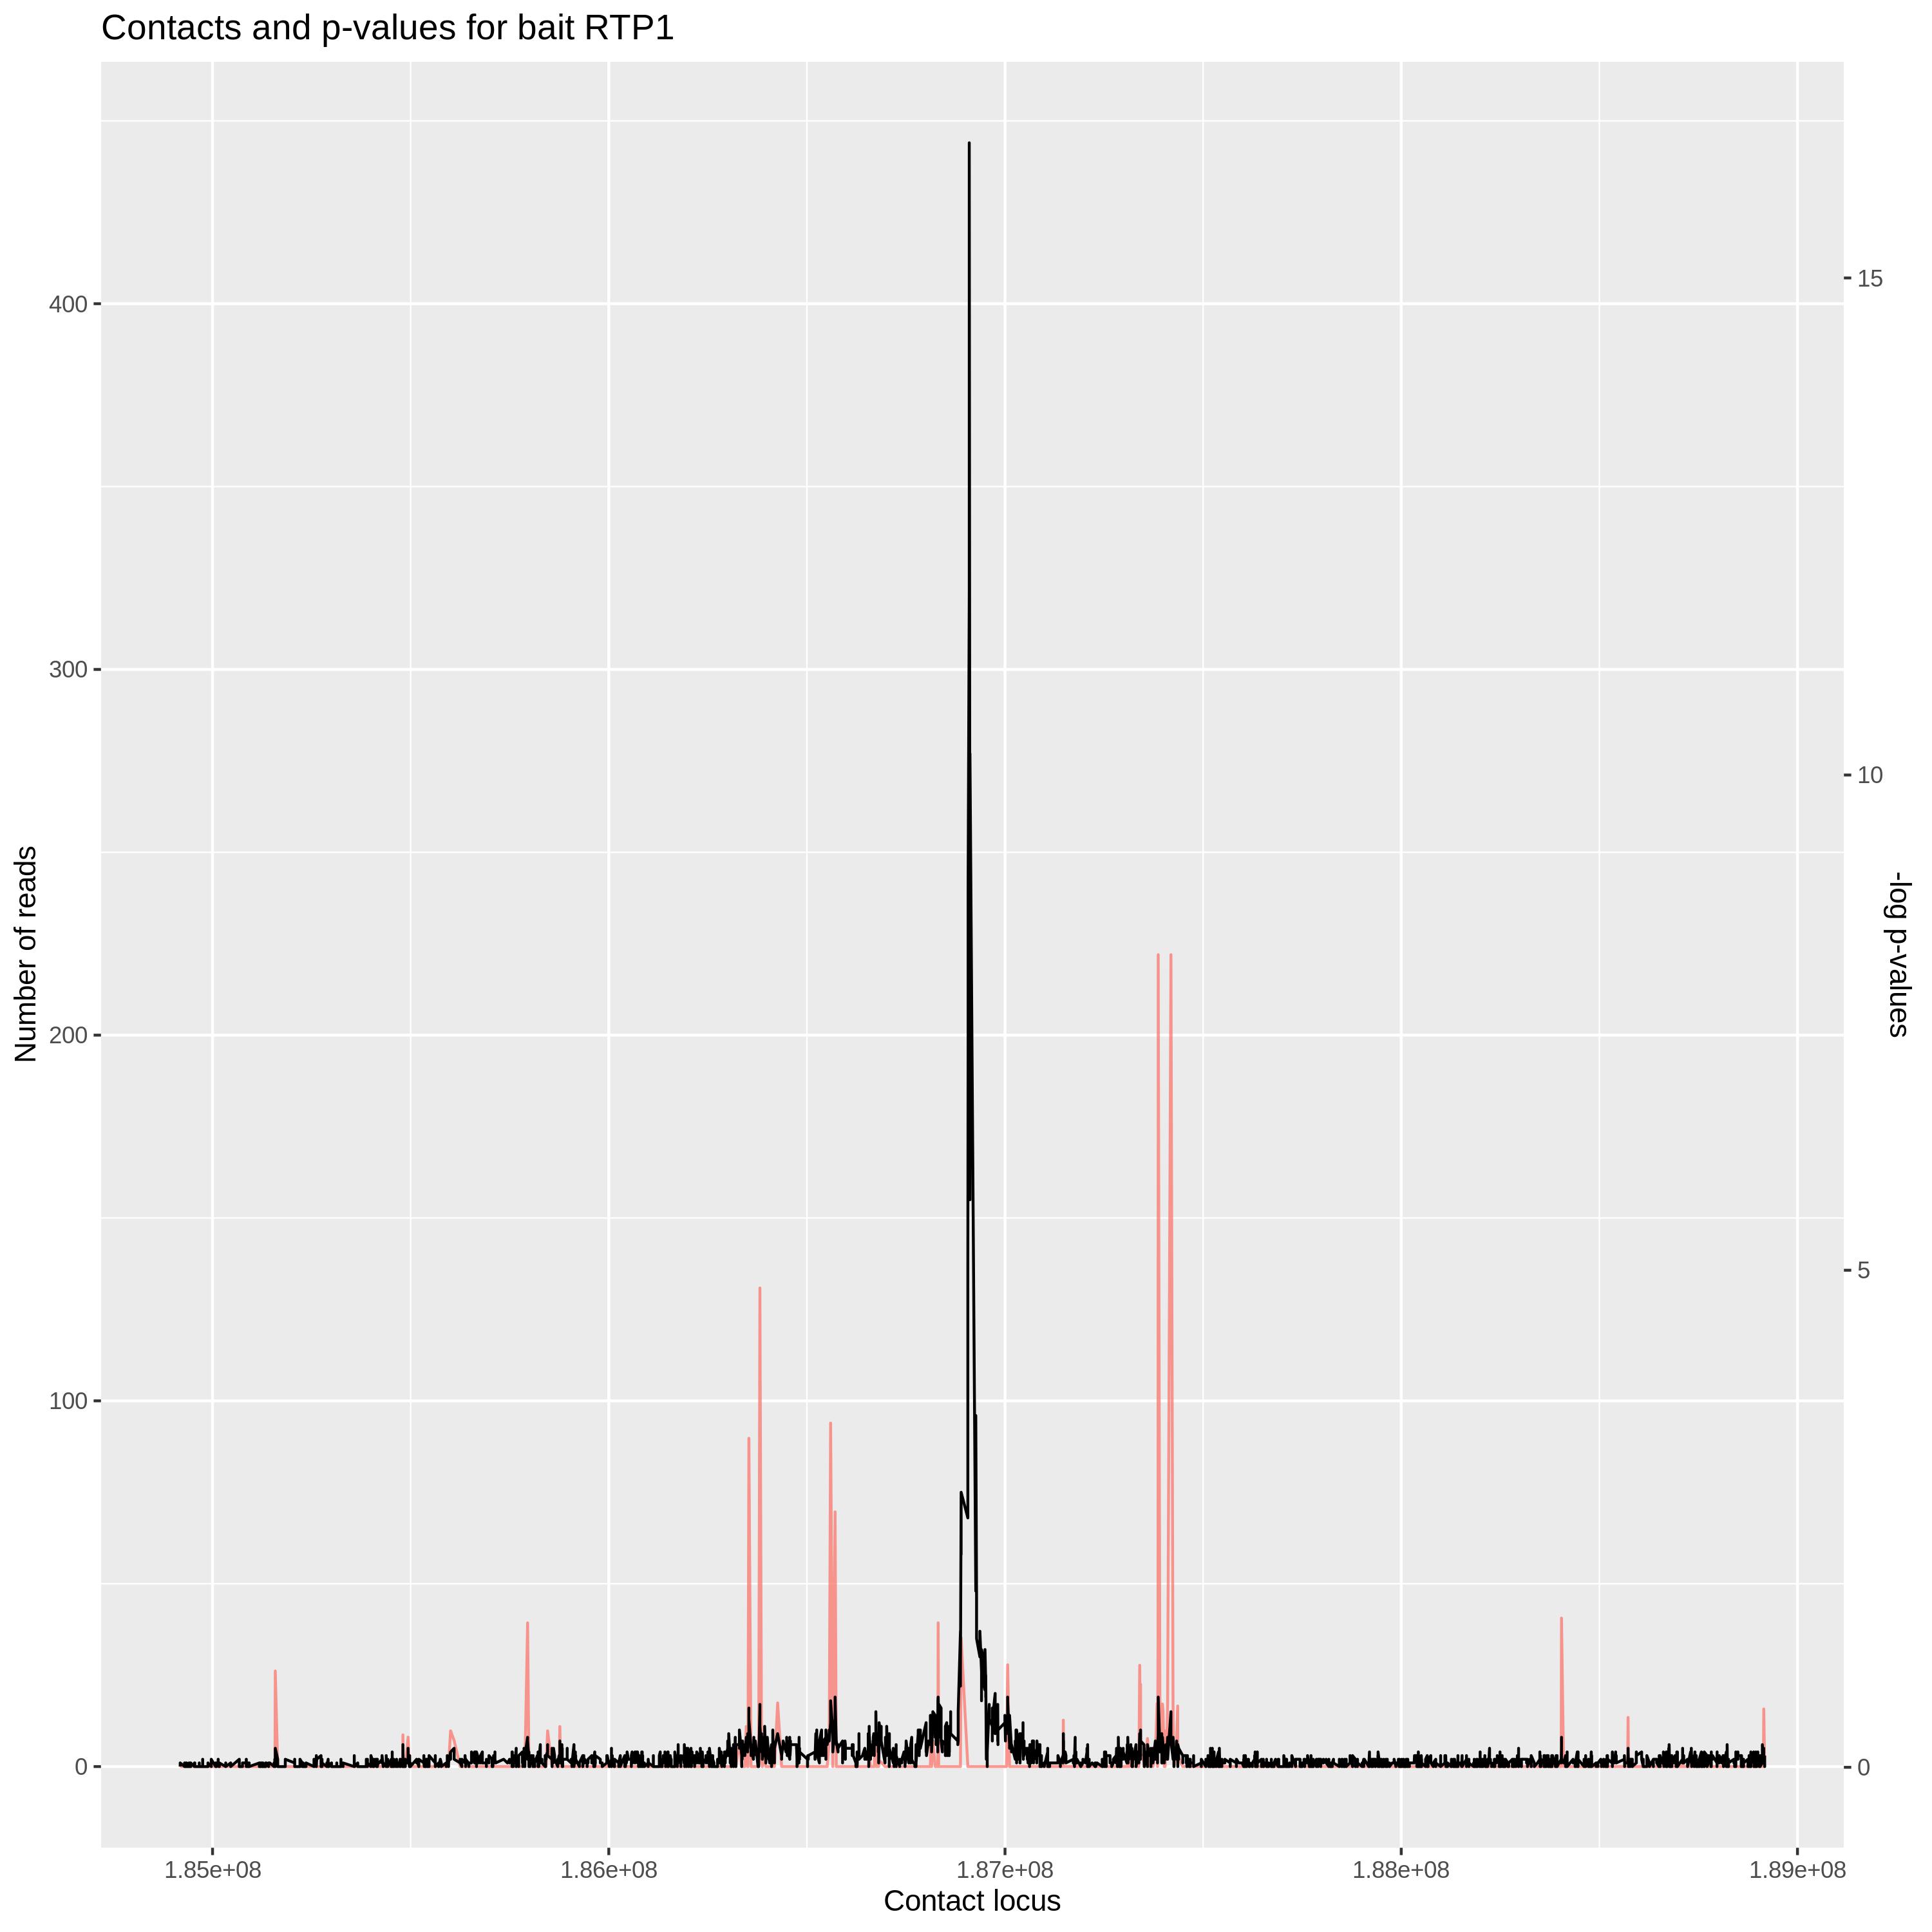 Contacts and p-values for bait RTP1
Number of reads
400
300
200
100
0
15
10
5
0
-log p-values
1.85e+08 1.86e+08 1.87e+08 1.88e+08 1.89e+08
Contact locus